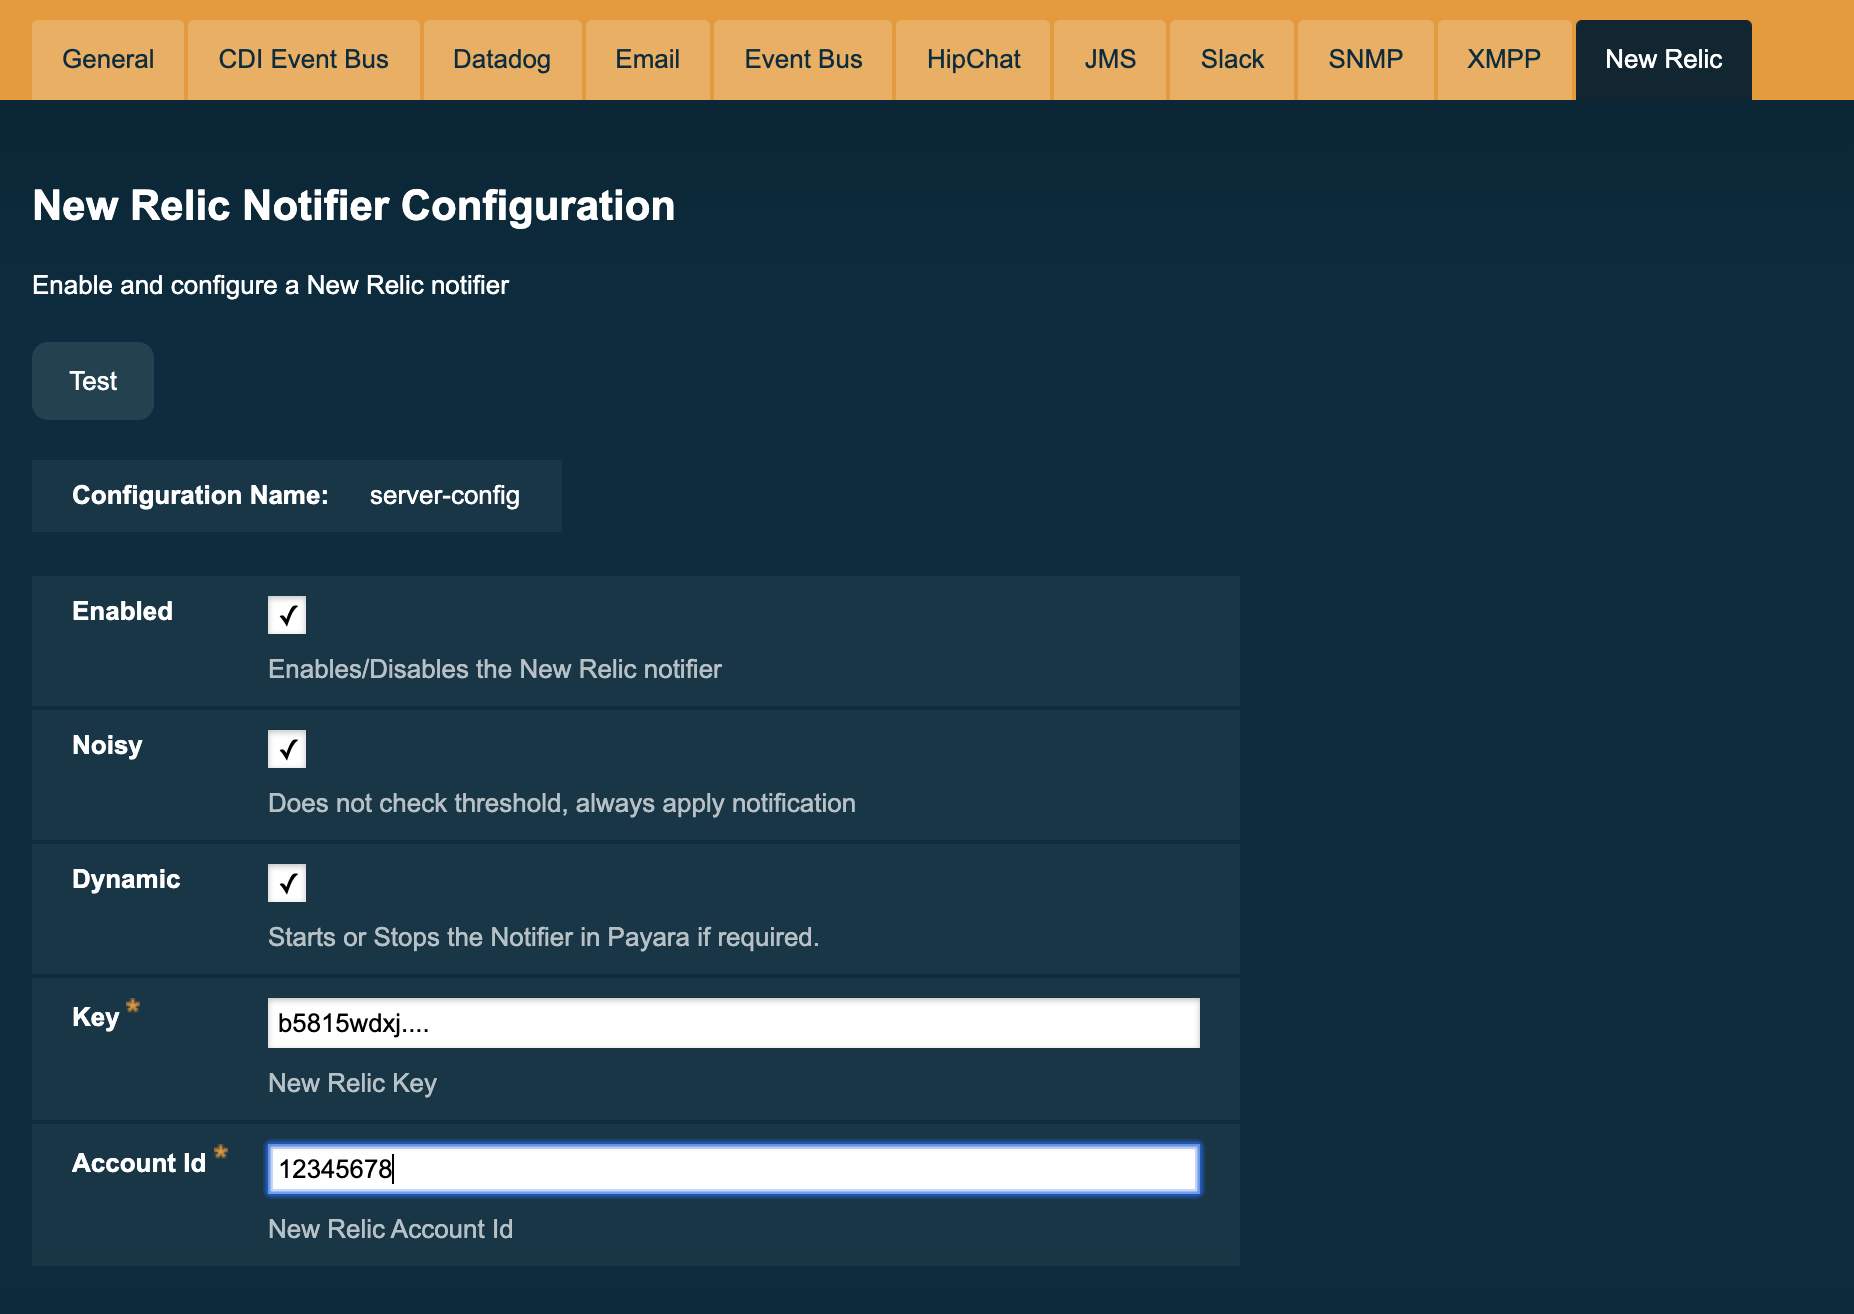 General CDI Event Bus Datadog Email Event Bus HipChat JMS Slack SNMP XMPP New Relic
New Relic Notifier Configuration
Enable and configure a New Relic notifier
Test
Configuration Name: server-config
Enabled
Enables/Disables the New Relic notifier
Noisy
Does not check threshold, always apply notification
Dynamic
Starts or Stops the Notifier in Payara if required.
Key * b5815wdxj....
New Relic Key
Account Id * 12345678
New Relic Account Id